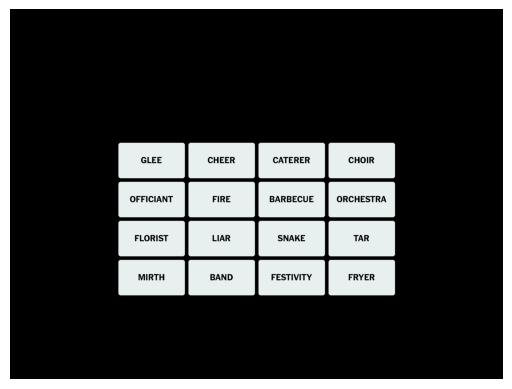 GLEE CHEER CATERER CHOIR
OFFICIANT FIRE BARBECUE ORCHESTRA
FLORIST LIAR SNAKE TAR
MIRTH BAND FESTIVITY FRYER